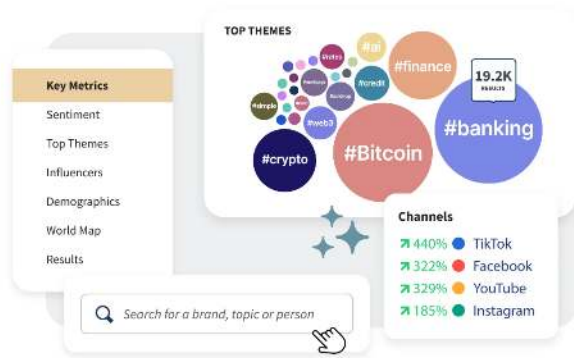 TOP THEMES
#ai
#finance
19.2K
RESULTS
#credit
#banking
#web3
#crypto
#Bitcoin
Key Metrics
Sentiment
Top Themes
Influencers
Demographics
World Map
Results
Channels
440% TikTok
322% Facebook
329% YouTube
185% Instagram
Search for a brand, topic or person